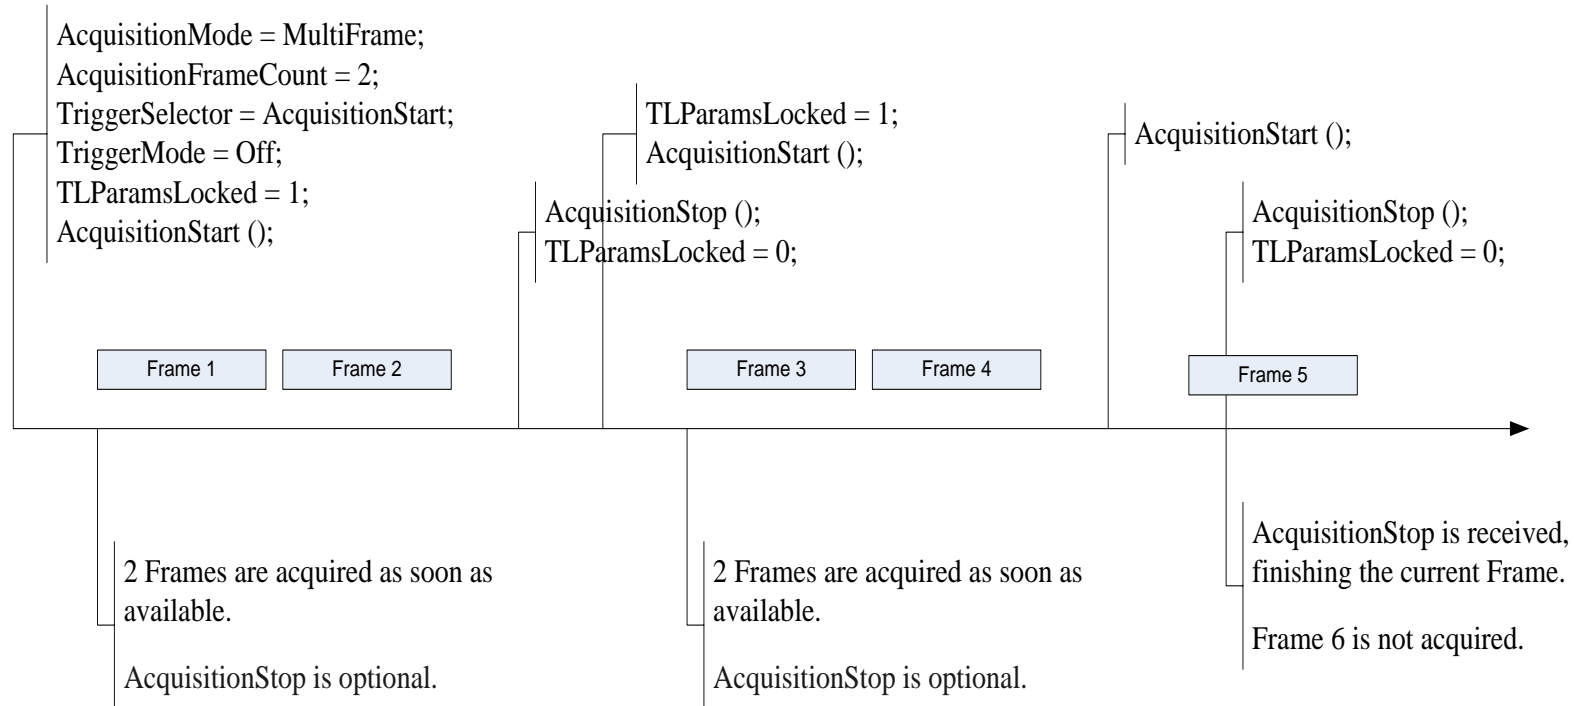 AcquisitionMode = MultiFrame;
AcquisitionFrameCount = 2;
TriggerSelector = AcquisitionStart;
TriggerMode = Off;
TLParamsLocked = 1;
AcquisitionStart ();
AcquisitionStop ();
TLParamsLocked = 0;
TLParamsLocked = 1;
AcquisitionStart ();
AcquisitionStart ();
AcquisitionStop ();
TLParamsLocked = 0;
Frame 1
Frame 2
Frame 3
Frame 4
Frame 5
2 Frames are acquired as soon as
available.
AcquisitionStop is optional.
2 Frames are acquired as soon as
available.
AcquisitionStop is optional.
AcquisitionStop is received,
finishing the current Frame.
Frame 6 is not acquired.